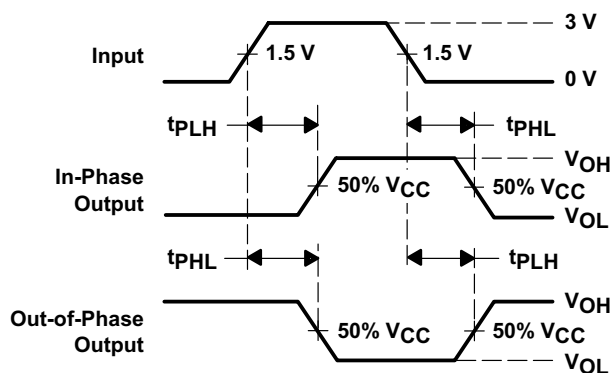 3 V
Input
1.5 V
1.5 V
0 V
tPLH
tPHL
VOH
In-Phase
Output
50% VCC
50% VCC
VOL
tPHL
tPLH
VOH
Out-of-Phase
Output
50% VCC
50% VCC
VOL